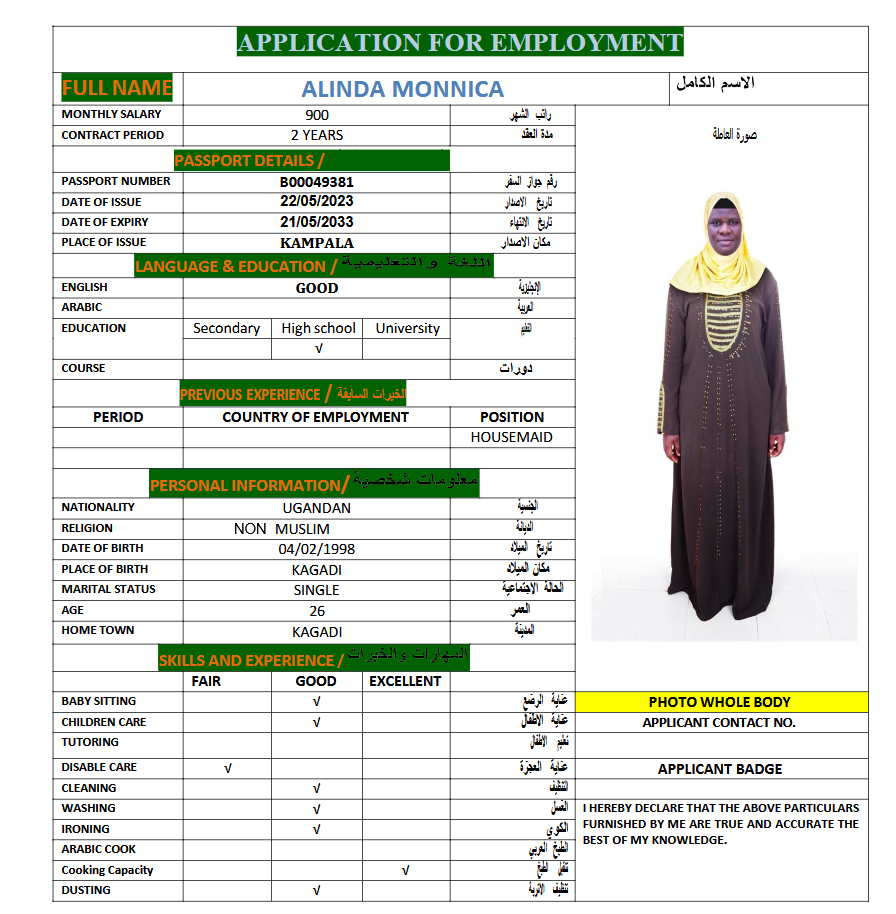 APPLICATION FOR EMPLOYMENT
FULL NAME ALINDA MONNICA الاسم الكامل
MONTHLY SALARY 900 راتب الشهر
CONTRACT PERIOD 2 YEARS مدة العقد
صورة العاملة
PASSPORT DETAILS /
PASSPORT NUMBER B00049381 رقم جواز السفر
DATE OF ISSUE 22/05/2023 تاريخ الاصدار
DATE OF EXPIRY 21/05/2033 تاريخ الانتهاء
PLACE OF ISSUE KAMPALA مكان الاصدار
LANGUAGE & EDUCATION / اللغة و التعليمية
ENGLISH GOOD الإنجليزية
ARABIC العربية
EDUCATION Secondary High school University
√
COURSE دورات
PREVIOUS EXPERIENCE / الخبرات السابقة
PERIOD COUNTRY OF EMPLOYMENT POSITION
HOUSEMAID
PERSONAL INFORMATION/ معلومات شخصية
NATIONALITY UGANDAN الجنسية
RELIGION NON MUSLIM الديانة
DATE OF BIRTH 04/02/1998 تاريخ الميلاد
PLACE OF BIRTH KAGADI مكان الميلاد
MARITAL STATUS SINGLE الحالة الاجتماعية
AGE 26 العمر
HOME TOWN KAGADI المدينة
SKILLS AND EXPERIENCE / المهارات والخبرات
FAIR GOOD EXCELLENT
BABY SITTING √ عناية الرضع
CHILDREN CARE √ عناية الاطفال
TUTORING تعليم الاطفال
DISABLE CARE √ عناية العجزة
CLEANING √ التنظيف
WASHING √ الغسل
IRONING √ الكوي
ARABIC COOK الطبخ العربي
Cooking Capacity √ الطبخ
DUSTING √ تنظيف الاتربة
PHOTO WHOLE BODY
APPLICANT CONTACT NO.
APPLICANT BADGE
I HEREBY DECLARE THAT THE ABOVE PARTICULARS
FURNISHED BY ME ARE TRUE AND ACCURATE THE
BEST OF MY KNOWLEDGE.